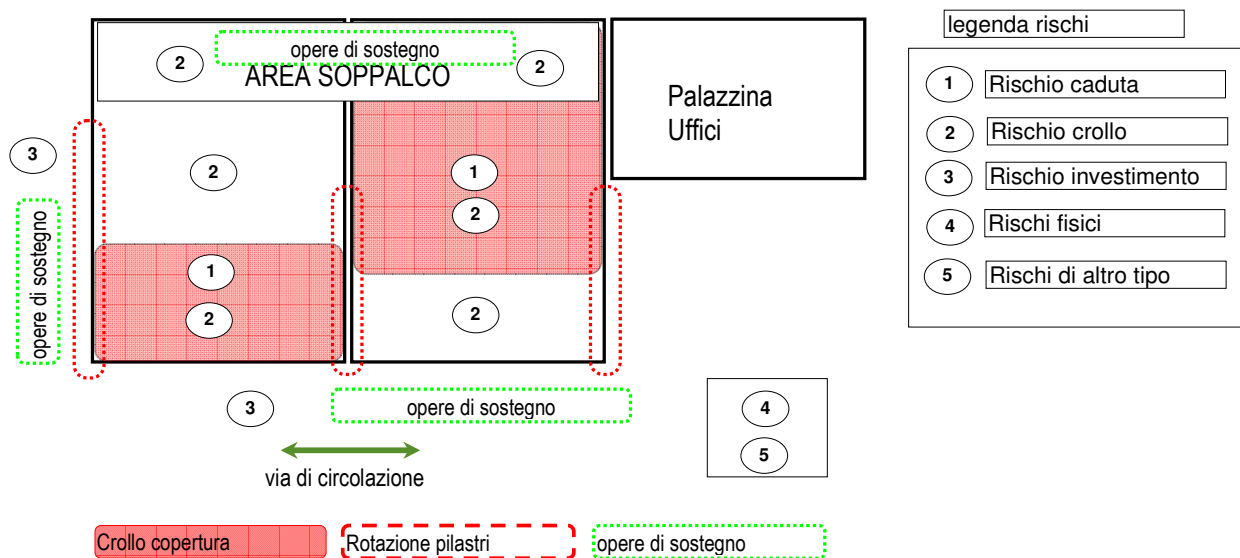 legenda rischi
2
opere di sostegno
2
AREA SOPPALCO
Palazzina
Uffici
1
Rischio caduta
2
Rischio crollo
3
Rischio investimento
4
Rischi fisici
5
Rischi di altro tipo
3
2
1
2
opere di sostegno
1
2
2
3
opere di sostegno
4
5
via di circolazione
Crollo copertura
Rotazione pilastri
opere di sostegno